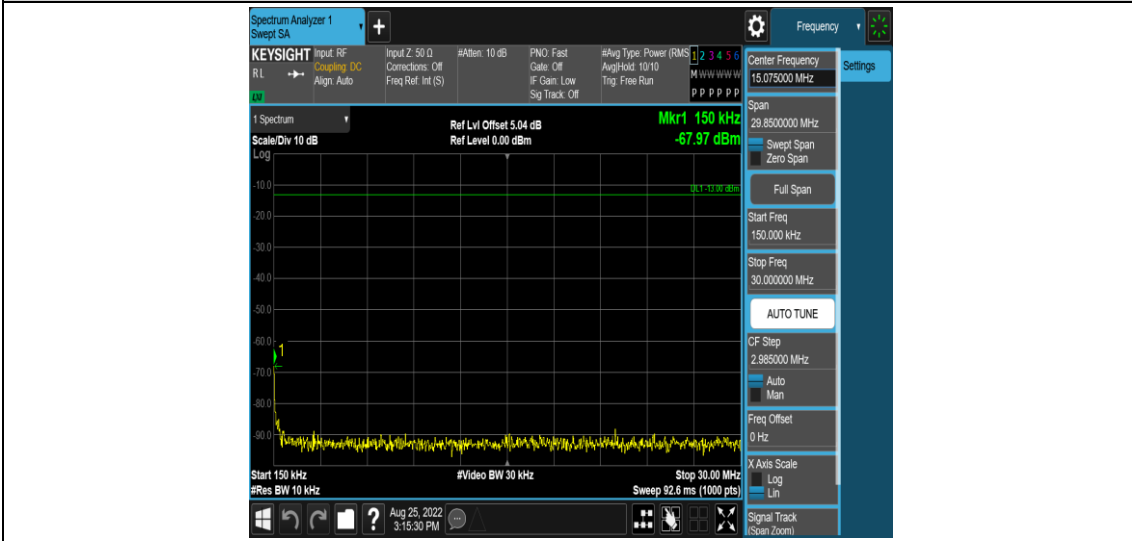 Spectrum Analyzer 1
Swept SA
+
Frequency
KEYSIGHT
RL
Input: RF
Coupling: DC
Align: Auto
Input Z: 50 Ω
Corrections: Off
Freq Ref: Int (S)
#Atten: 10 dB
PNO: Fast
Gate: Off
IF Gain: Low
Sig Track: Off
#Avg Type: Power (RMS
Avg|Hold: 10/10
Trig: Free Run
1 2 3 4 5 6
M W W W W W
P P P P P P
1 Spectrum
Scale/Div 10 dB
Log
Ref Lvl Offset 5.04 dB
Ref Level 0.00 dBm
Mkr1 150 kHz
-67.97 dBm
DL1 -13.00 dBm
-10.0
-20.0
-30.0
-40.0
-50.0
-60.0
1
-70.0
-80.0
-90.0
Start 150 kHz
#Res BW 10 kHz
#Video BW 30 kHz
Stop 30.00 MHz
Sweep 92.6 ms (1000 pts)
?
Aug 25, 2022
3:15:30 PM
Settings
Center Frequency
15.075000 MHz
Span
29.8500000 MHz
Swept Span
Zero Span
Full Span
Start Freq
150.000 kHz
Stop Freq
30.000000 MHz
AUTO TUNE
CF Step
2.985000 MHz
Auto
Man
Freq Offset
0 Hz
X Axis Scale
Log
Lin
Signal Track
(Span Zoom)